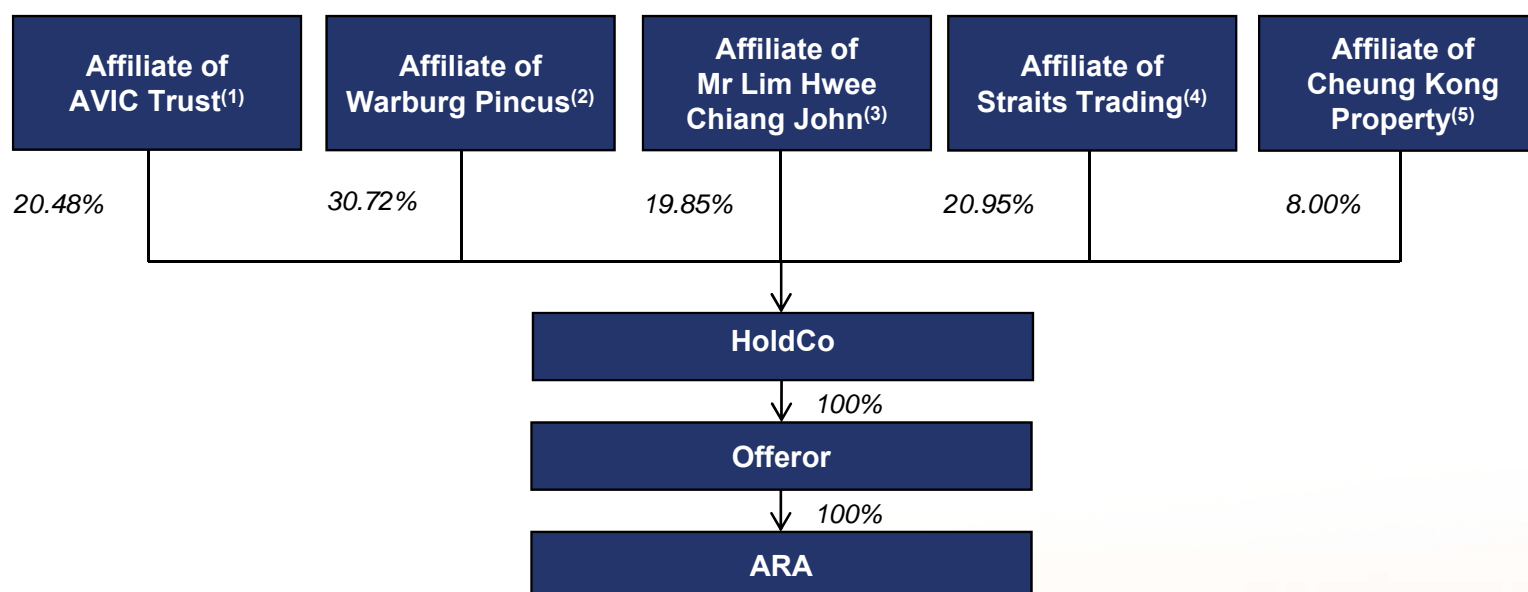 Affiliate of
AVIC Trust(1)
Affiliate of
Warburg Pincus(2)
Affiliate of
Mr Lim Hwee
Chiang John(3)
Affiliate of
Straits Trading(4)
Affiliate of
Cheung Kong
Property(5)
20.48%
30.72%
19.85%
20.95%
8.00%
HoldCo
100%
Offeror
100%
ARA